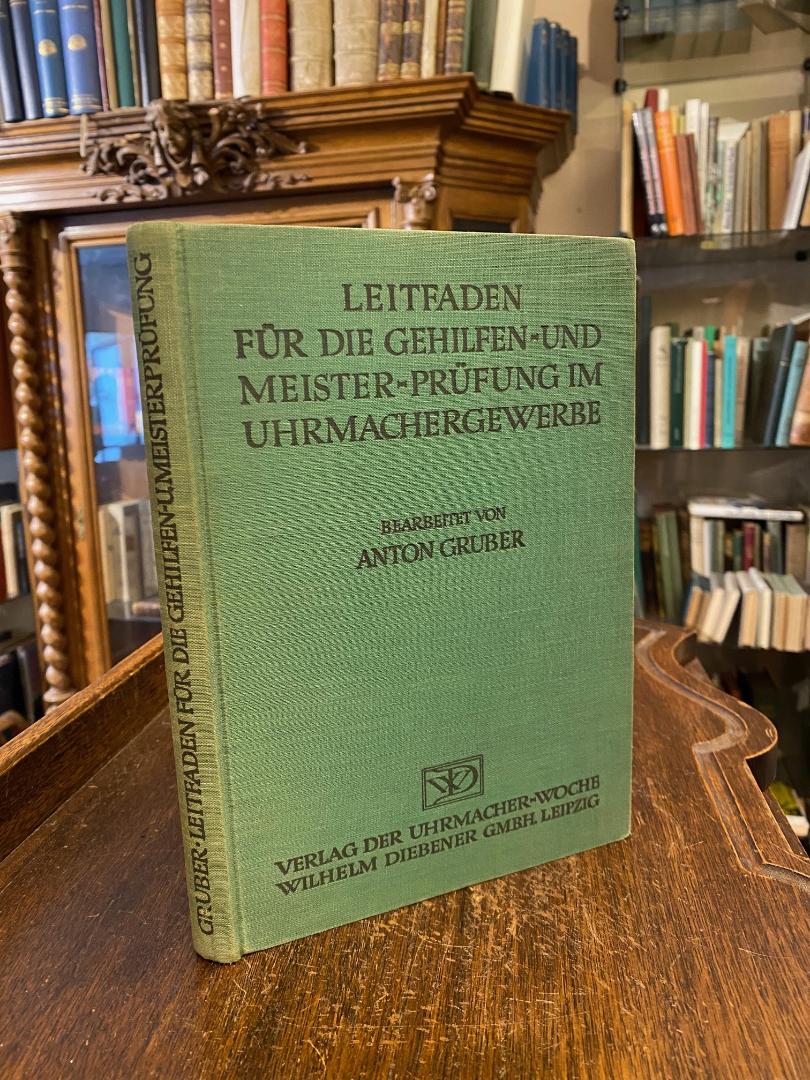 LEITFADEN
FÜR DIE GEHILFEN-UND
MEISTER-PRÜFUNG IM
UHRMACHERGEWERBE
BEARBEITET VON
ANTON GRUBER
VERLAG DER UHRMACHER-WOCHE
WILHELM DIEBENER GMBH. LEIPZIG
GRUBER·LEITFADEN FÜR DIE GEHILFEN-U.MEISTERPRÜFUNG